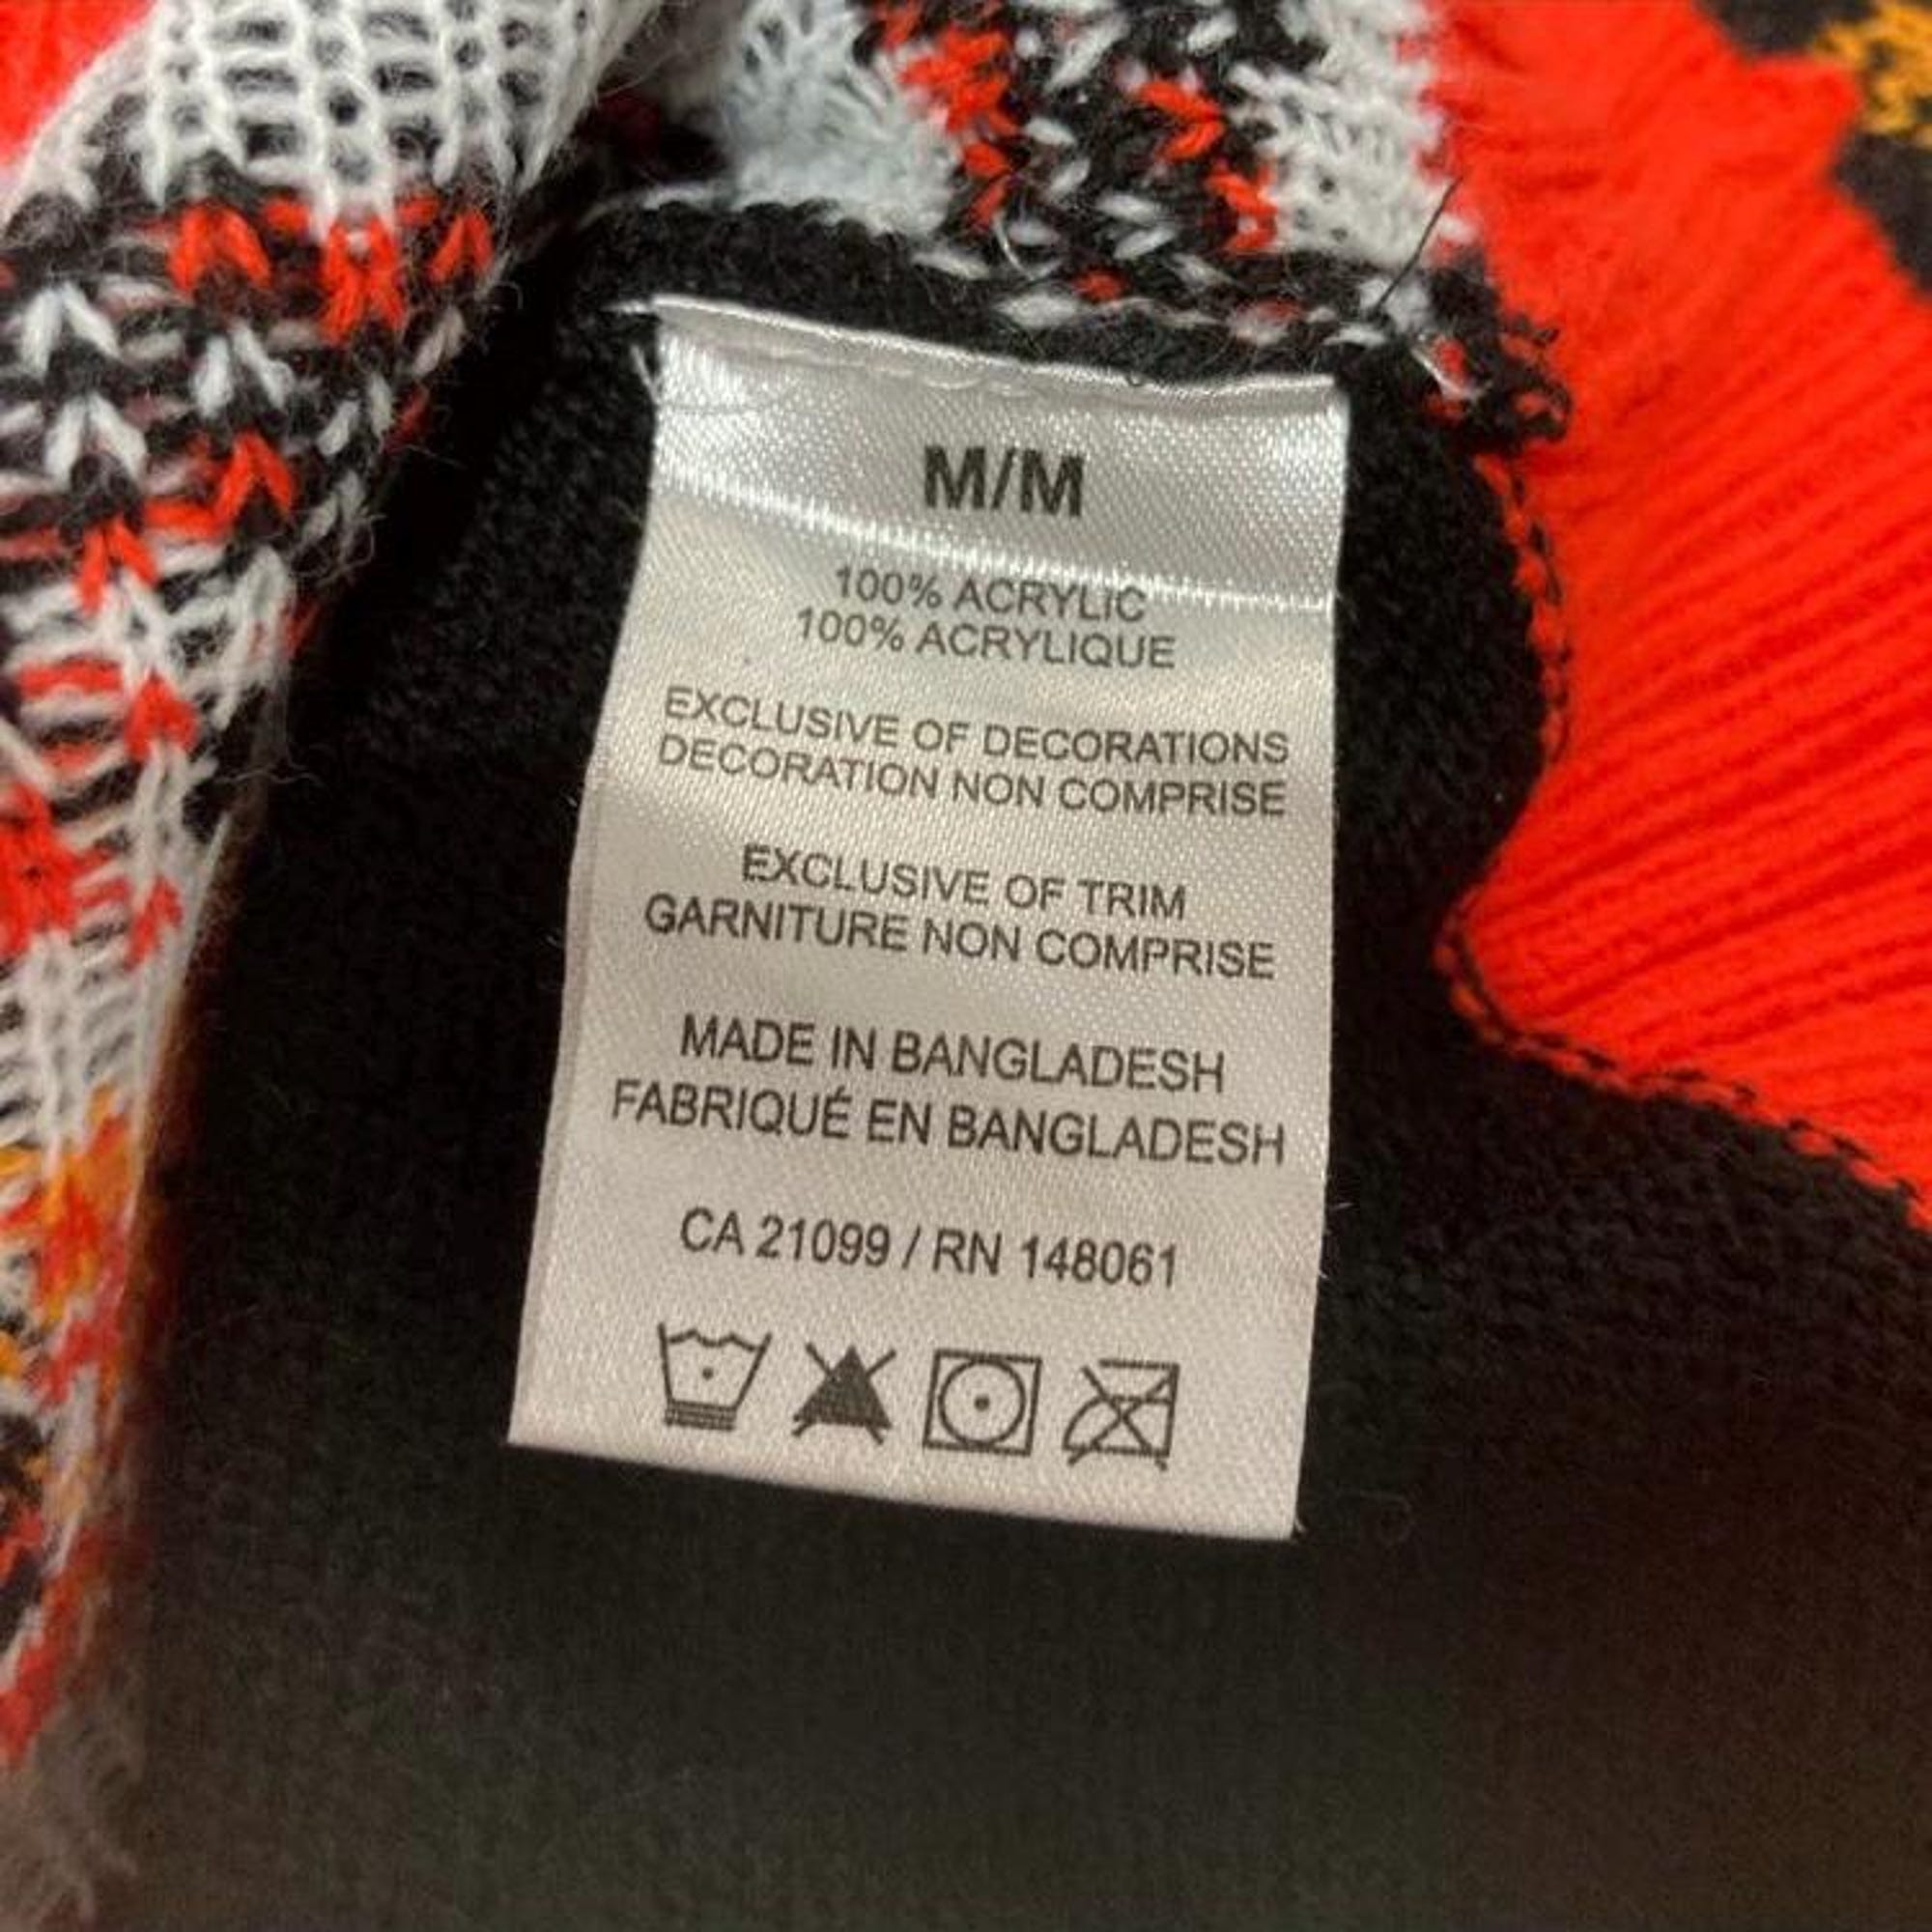 M/M
100% ACRYLIC
100% ACRYLIQUE
EXCLUSIVE OF DECORATIONS
DECORATION NON COMPRISE
EXCLUSIVE OF TRIM
GARNITURE NON COMPRISE
MADE IN BANGLADESH
FABRIQUÉ EN BANGLADESH
CA 21099 / RN 148061